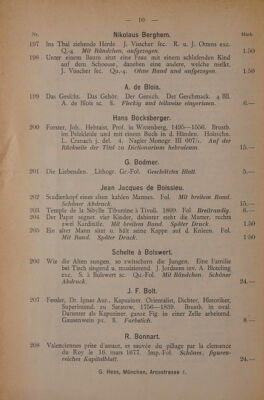 — 10 —
Nr. Nicolaus Berghem. Mark
197 Ins Thal ziehende Herde. J. Visscher fec. R. u. J. Ottens exc.
Qu.-4. Mit Rändchen, aufgezogen. 1.50
198 Unter einem Baum sitzt eine Frau mit einem schlafenden Kind
auf dem Schoosse, daneben eine andere, welche melkt.
J. Visscher fec. Qu.-4. Ohne Rand und aufgezogen. 1.50
A. de Blois.
199 Das Gesicht. Das Gehör. Der Geruch. Der Geschmack. 4 Bll.
A. de Blois sc. 8. Fleckig und teilweise eingerissen. 6.—
Hans Bocksberger.
200 Forster, Joh., Hebraist, Prof. in Wittenberg, 1495—1556. Brustb.
im Pelzkleide und mit einem Buch in d. Händen. Holzschn.
L. Cranach j. del. 4. Nagler Monogr. III 007/1. Auf der
Rückseite der Titel zu Dictionarium hebraicum. 15.—
G. Bodmer.
201 Die Liebenden. Lithogr. Gr.-Fol. Geschätztes Blatt. 5.—
Jean Jacques de Boissieu.
202 Studienkopf eines alten kahlen Mannes. Fol. Mit breitem Rand.
Schöner Abdruck. 15.—
203 Temple de la Sibylle Tiburtine à Tivoli. 1809. Fol. Breitrandig. 6.—
204 Der Papst segnet vier Kinder, dahinter steht die Mutter, rechts
zwei Kardinäle. Mit breitem Rand. Später Druck. 1.50
205 Ein alter Mann sitzt u. hält seine Kappe auf d. Knieen. Fol.
Mit Rand. Später Druck. 1.50
Schelte à Bolswert.
206 Wie die Alten sungen, so zwitschern die Jungen. Eine Familie
bei Tisch singend u. musizierend. J. Jordaens inv. A. Bloteling
exc. S. à Bolswert sc. Qu.-Fol. Mit Rändchen. Schöner
Abdruck. 24.—
J. F. Bolt.
207 Fessler, Dr. Ignaz Aur., Kapuziner, Orientalist, Dichter, Historiker,
Superintend. zu Saratow, 1756—1839. Brustb. in oval.
Darunter als Kapuziner, ganze Fig. in einer Zelle arbeitend.
Gaussenwein px. 8. Farbstich. 8.—
R. Bonnart.
208 Valenciennes prise d'assaut, et sauvée du pillage par la clemence
du Roy le 16. mars 1677. Imp.-Fol. Schönes, figuren-
reiches Kapitalblatt. 24.—
G. Hess, München, Arcostrasse 1.